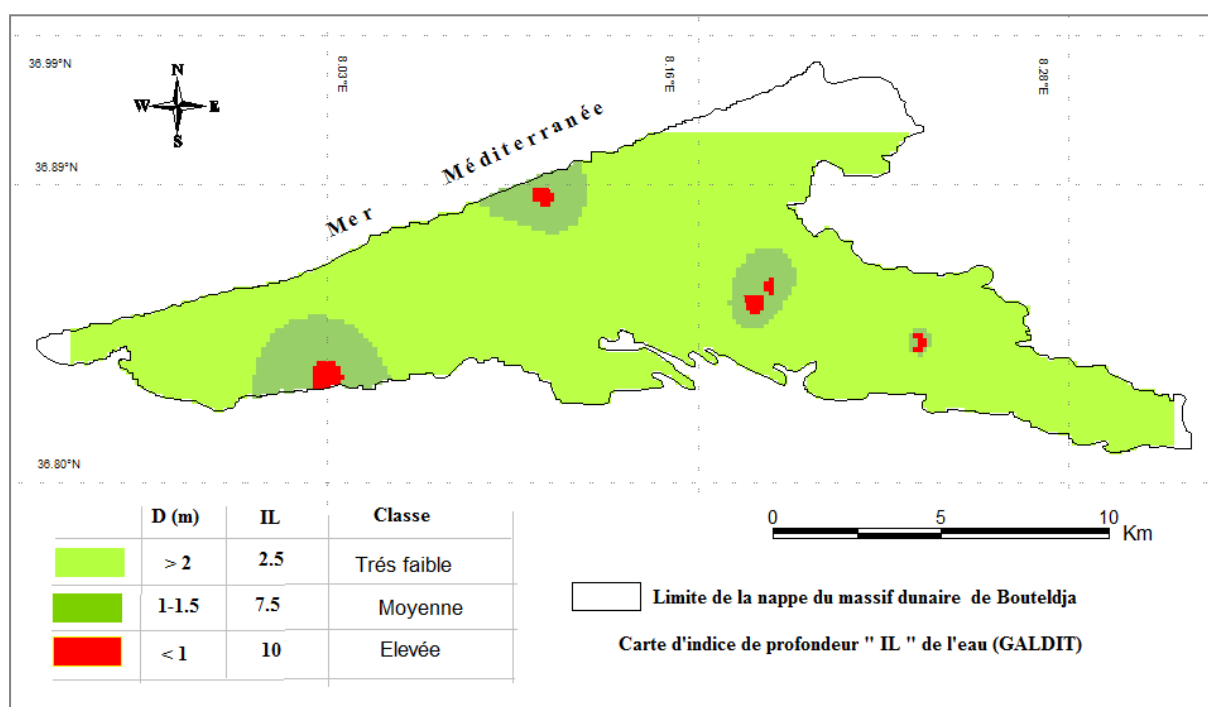 36.99°N
8.03°E
8.16°E
8.28°E
N
W E
S
Mer Méditerranée
36.89°N
36.80°N
D (m) IL Classe
> 2 2.5 Trés faible
1-1.5 7.5 Moyenne
< 1 10 Elevée
0 5 10
Km
Limite de la nappe du massif dunaire de Bouteldja
Carte d'indice de profondeur " IL " de l'eau (GALDIT)